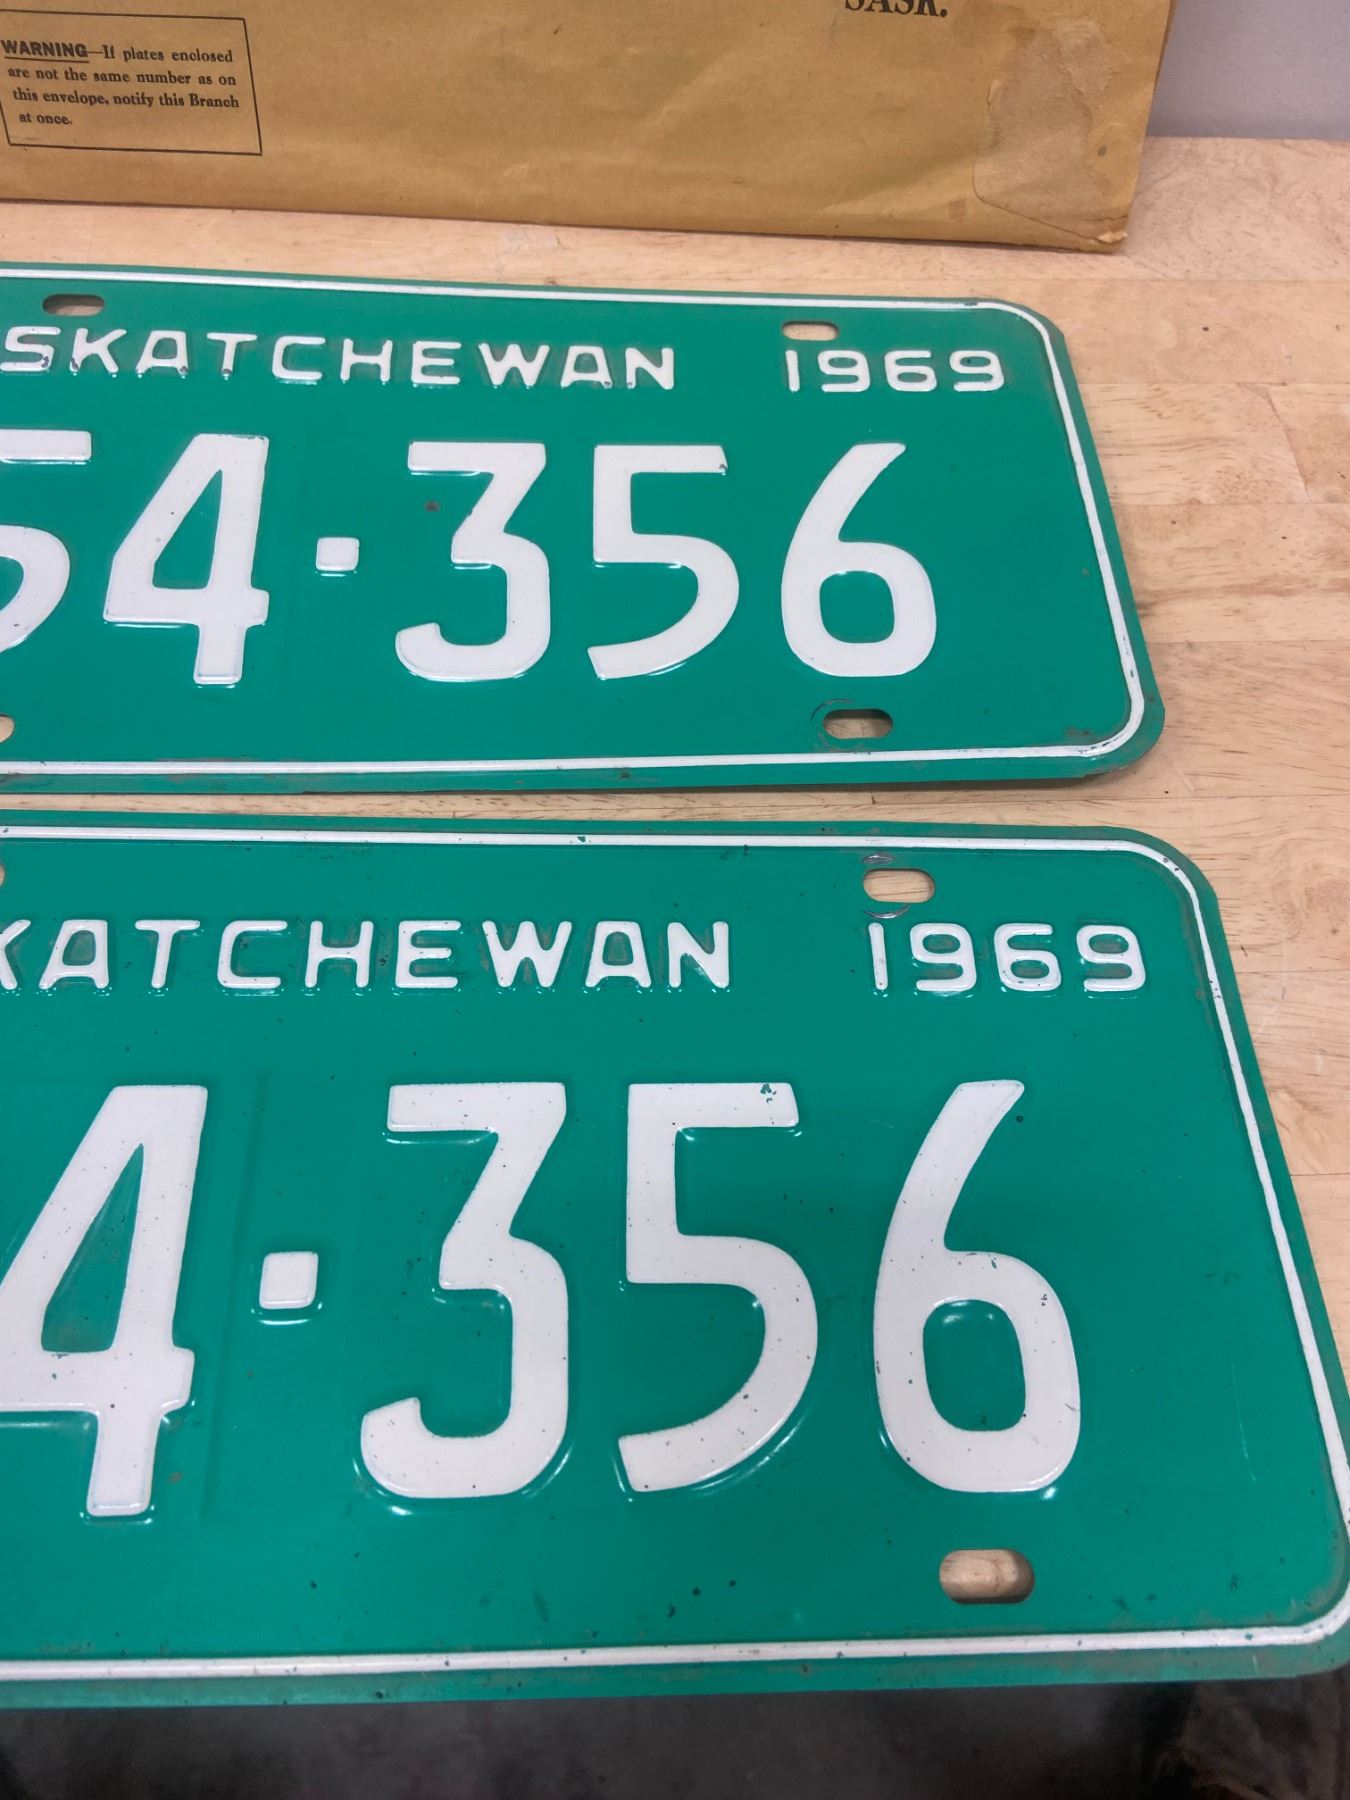 SASK.
WARNING—If plates enclosed
are not the same number as on
this envelope, notify this Branch
at once.
SKATCHEWAN 1969
54·356
KATCHEWAN 1969
4·356